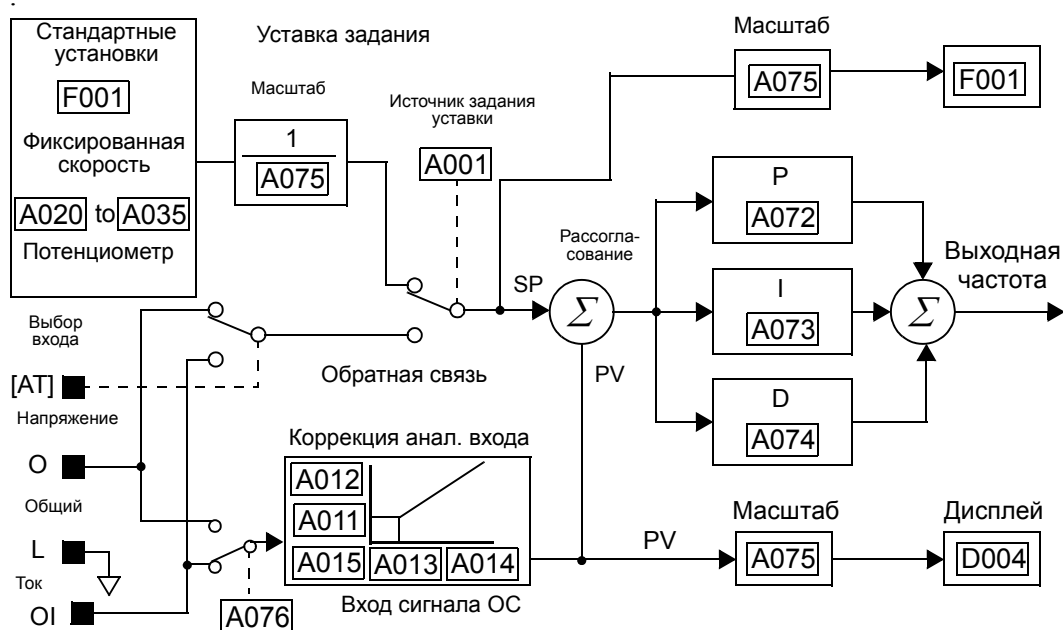 Стандартные
установки
F001
Фиксированная
скорость
A020 to A035
Потенциометр
Уставка задания
Масштаб
1
A075
Источник задания
уставки
A001
Масштаб
A075
F001
P
A072
Рассогла-
сование
SP
Σ
I
A073
Σ
Выходная
частота
PV
D
A074
Выбор
входа
[AT]
Обратная связь
Напряжение
O
Общий
L
Ток
OI
Коррекция анал. входа
A012
A011
A015 A013 A014
Вход сигнала ОС
A076
PV
Масштаб
A075
Дисплей
D004